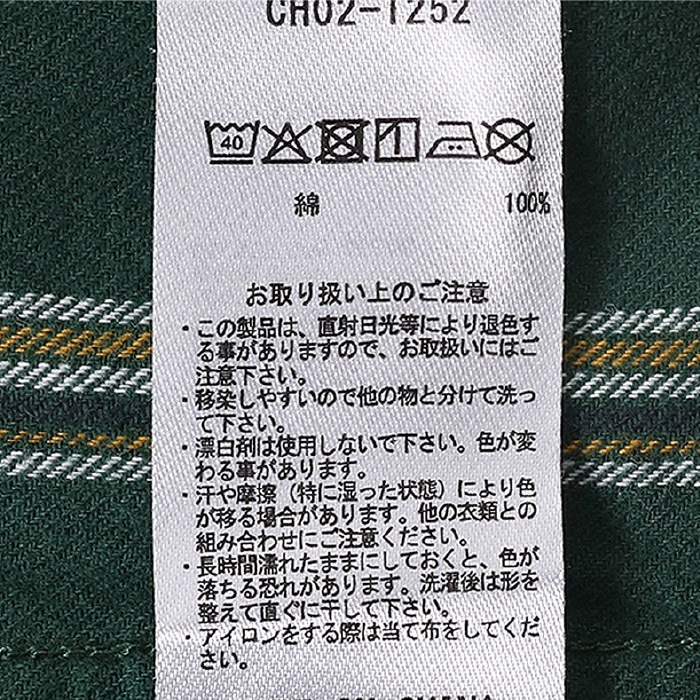 CH02-1252
40
綿 100%
お取り扱い上のご注意
・この製品は、直射日光等により退色す
る事がありますので、お取扱いにはご
注意下さい。
・移染しやすいので他の物と分けて洗っ
て下さい。
・漂白剤は使用しないで下さい。色が変
わる事があります。
・汗や摩擦（特に湿った状態）により色
が移る場合があります。他の衣類との
組み合わせにご注意ください。
・長時間濡れたままにしておくと、色が
落ちる恐れがあります。洗濯後は形を
整えて直ぐに干して下さい。
・アイロンをする際は当て布をしてくだ
さい。